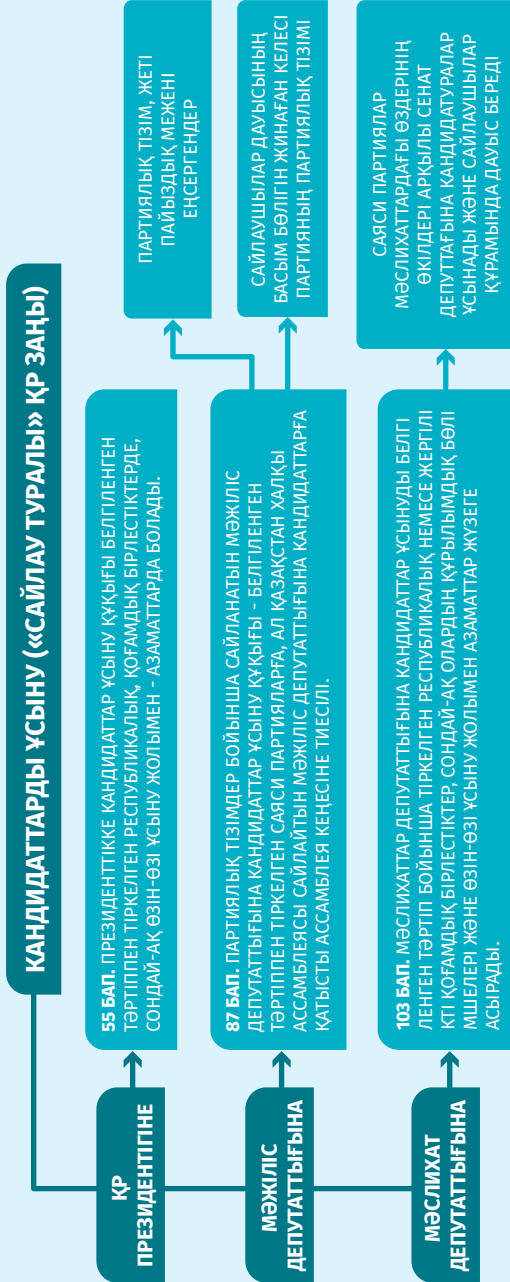 КАНДИДАТТАРДЫ ҰСЫНУ («САЙЛАУ ТУРАЛЫ» ҚР ЗАҢЫ)
ҚР
ПРЕЗИДЕНТІГІНЕ
55 БАП. ПРЕЗИДЕНТТІККЕ КАНДИДАТТАР ҰСЫНУ ҚҰҚЫҒЫ БЕЛГІЛЕНГЕН
ТӘРТІППЕН ТІРКЕЛГЕН РЕСПУБЛИКАЛЫҚ, ҚОҒАМДЫҚ БІРЛЕСТІКТЕРДЕ,
СОНДАЙ-АҚ ӨЗІН-ӨЗІ ҰСЫНУ ЖОЛЫМЕН - АЗАМАТТАРДА БОЛАДЫ.
МӘЖІЛІС
ДЕПУТАТТЫҒЫНА
87 БАП. ПАРТИЯЛЫҚ ТІЗІМДЕР БОЙЫНША САЙЛАНАТЫН МӘЖІЛІС
ДЕПУТАТТЫҒЫНА КАНДИДАТТАР ҰСЫНУ ҚҰҚЫҒЫ - БЕЛГІЛЕНГЕН
ТӘРТІППЕН ТІРКЕЛГЕН САЯСИ ПАРТИЯЛАРҒА, АЛ ҚАЗАҚСТАН ХАЛҚЫ
АССАМБЛЕЯСЫ САЙЛАЙТЫН МӘЖІЛІС ДЕПУТАТТЫҒЫНА КАНДИДАТТАРҒА
ҚАТЫСТЫ АССАМБЛЕЯ КЕҢЕСІНЕ ТИЕСІЛІ.
ПАРТИЯЛЫҚ ТІЗІМ, ЖЕТІ
ПАЙЫЗДЫҚ МЕЖЕНІ
ЕҢСЕРГЕНДЕР
САЙЛАУШЫЛАР ДАУЫСЫНЫҢ
БАСЫМ БӨЛІГІН ЖИНАҒАН КЕЛЕСІ
ПАРТИЯНЫҢ ПАРТИЯЛЫҚ ТІЗІМІ
МӘСЛИХАТ
ДЕПУТАТТЫҒЫНА
103 БАП. МӘСЛИХАТТАР ДЕПУТАТТЫҒЫНА КАНДИДАТТАР ҰСЫНУДЫ БЕЛГІ
ЛЕНГЕН ТӘРТІП БОЙЫНША ТІРКЕЛГЕН РЕСПУБЛИКАЛЫҚ НЕМЕСЕ ЖЕРГІЛІ
КТІ ҚОҒАМДЫҚ БІРЛЕСТІКТЕР, СОНДАЙ-АҚ ОЛАРДЫҢ ҚҰРЫЛЫМДЫҚ БӨЛІ
МШЕЛЕРІ ЖӘНЕ ӨЗІН-ӨЗІ ҰСЫНУ ЖОЛЫМЕН АЗАМАТТАР ЖҮЗЕГЕ
АСЫРАДЫ.
САЯСИ ПАРТИЯЛАР
МӘСЛИХАТТАРДАҒЫ ӨЗДЕРІНІҢ
ӨКІЛДЕРІ АРҚЫЛЫ СЕНАТ
ДЕПУТТАҒЫНА КАНДИДАТУРАЛАР
ҰСЫНАДЫ ЖӘНЕ САЙЛАУШЫЛАР
ҚҰРАМЫНДА ДАУЫС БЕРЕДІ